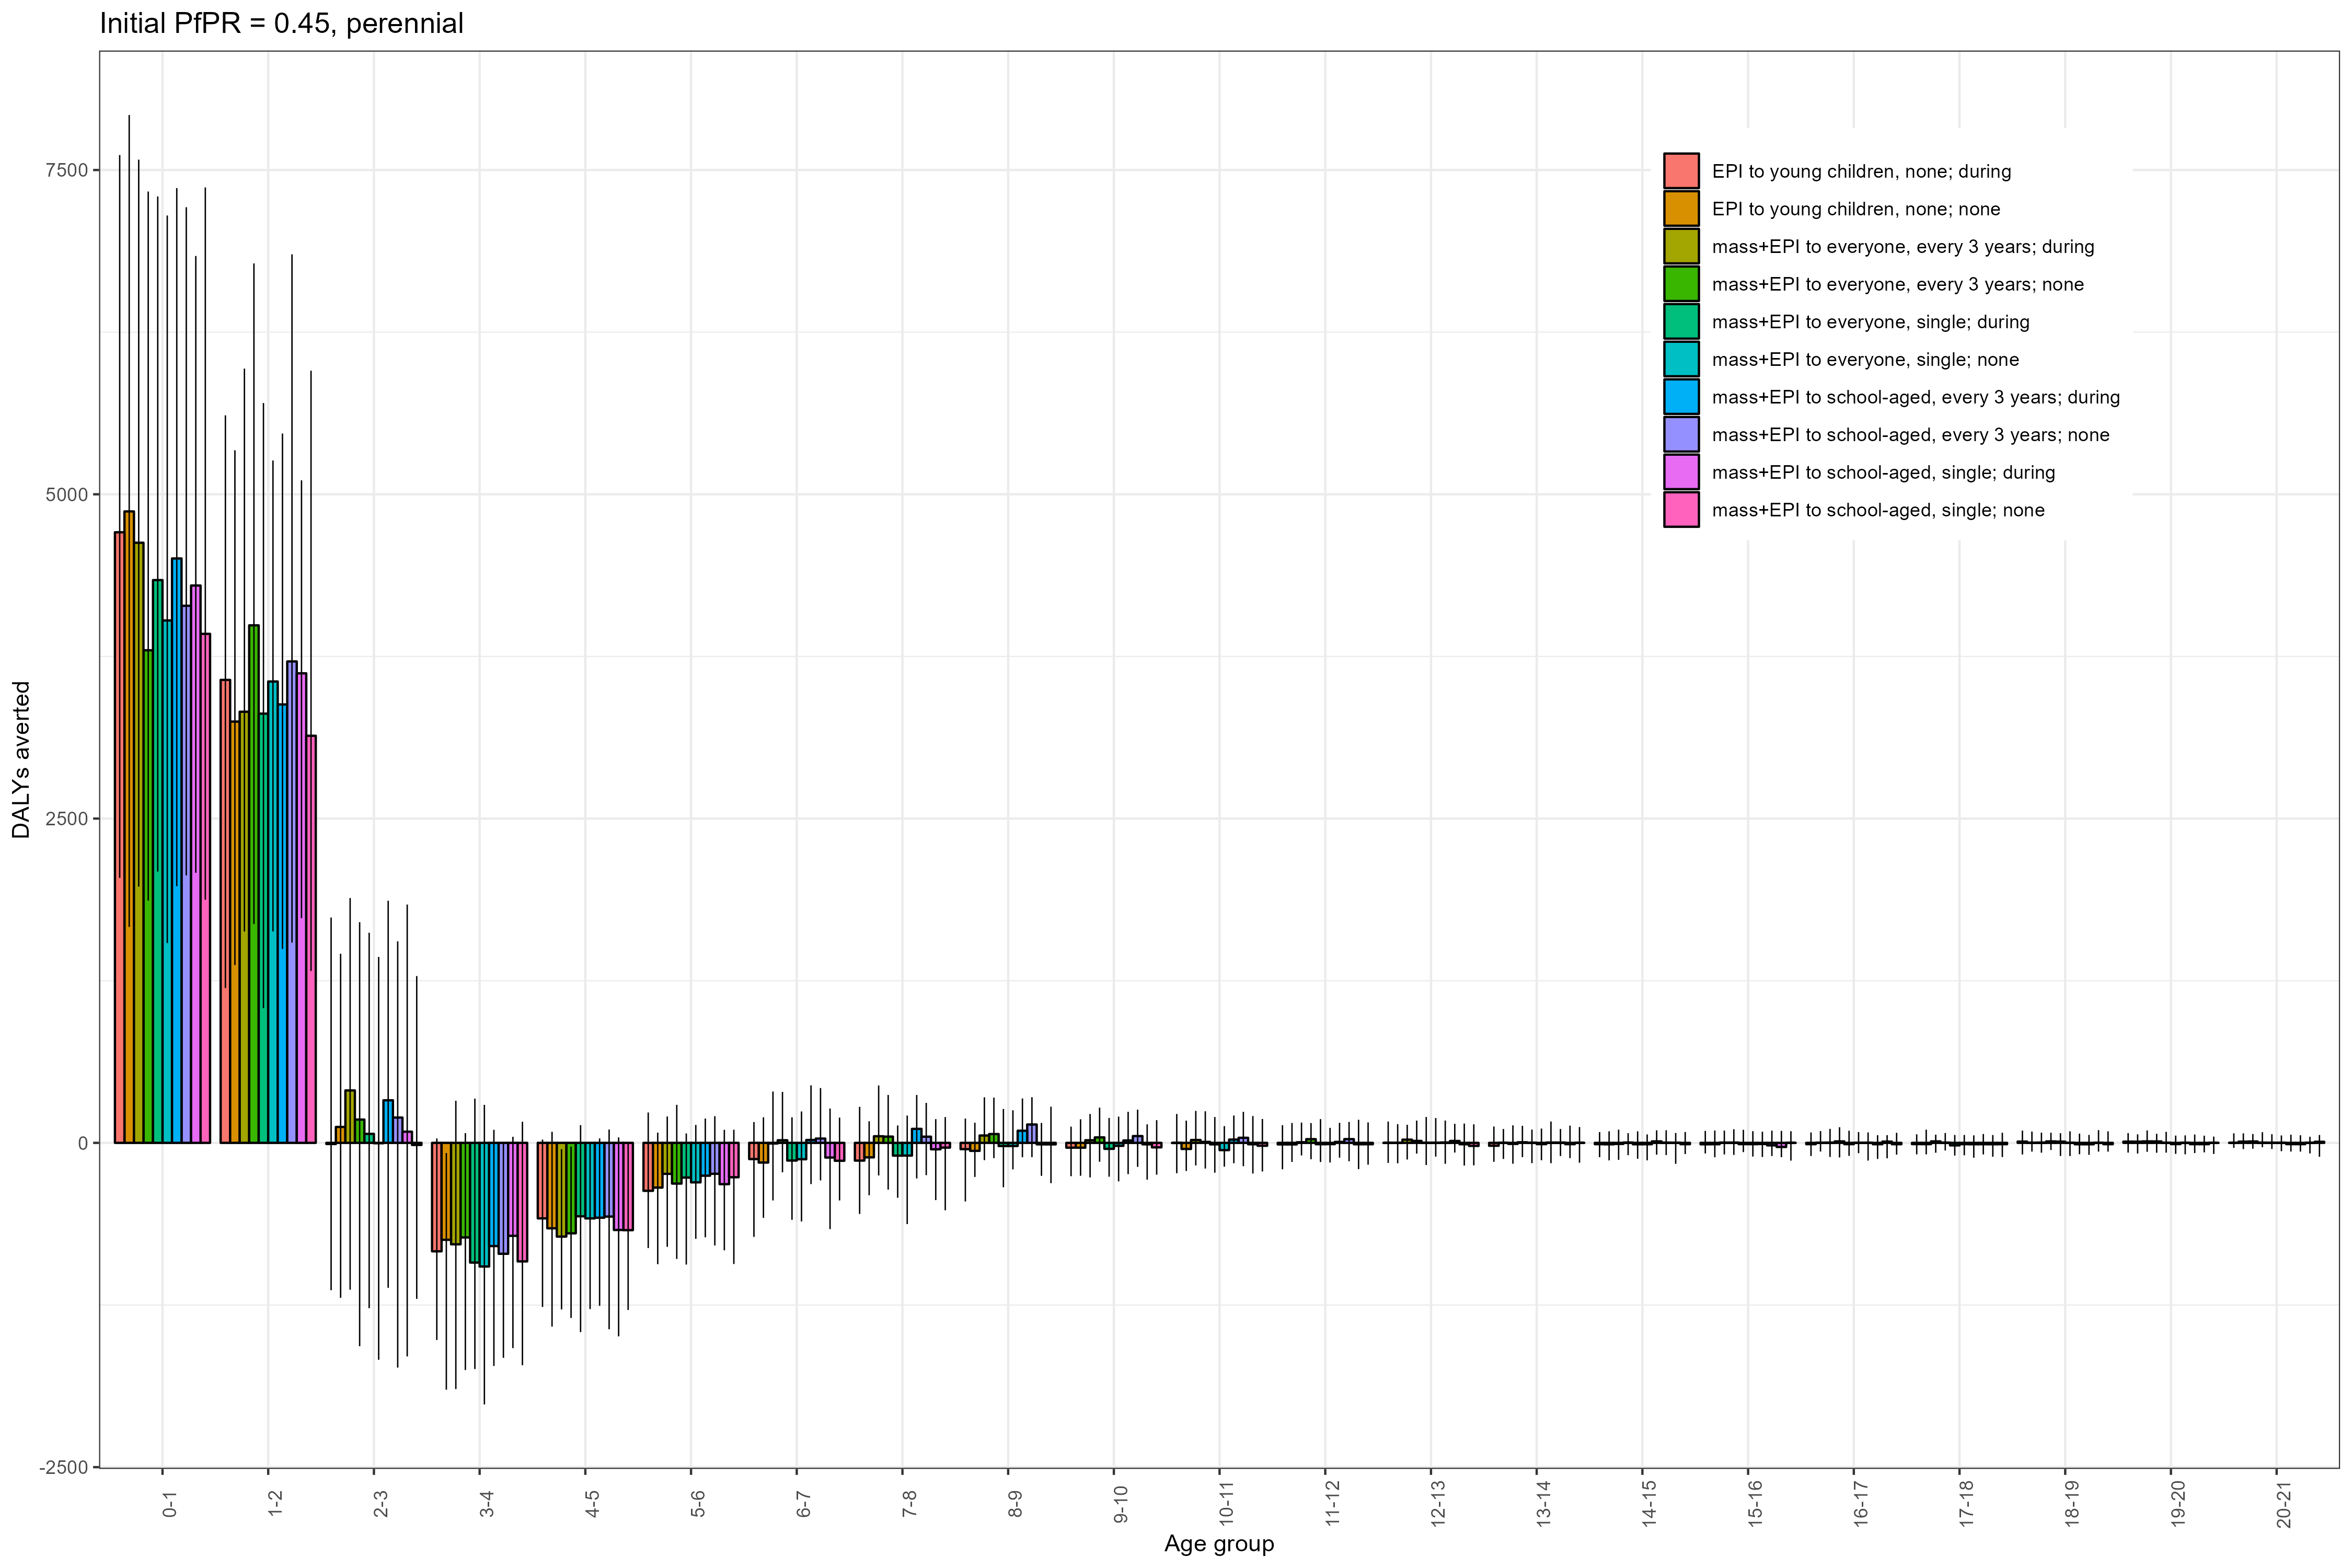 Initial PfPR = 0.45, perennial
DALYs averted
7500
5000
2500
0
-2500
EPI to young children, none; during
EPI to young children, none; none
mass+EPI to everyone, every 3 years; during
mass+EPI to everyone, every 3 years; none
mass+EPI to everyone, single; during
mass+EPI to everyone, single; none
mass+EPI to school-aged, every 3 years; during
mass+EPI to school-aged, every 3 years; none
mass+EPI to school-aged, single; during
mass+EPI to school-aged, single; none
0-1
1-2
2-3
3-4
4-5
5-6
6-7
7-8
8-9
9-10
10-11
11-12
12-13
13-14
14-15
15-16
16-17
17-18
18-19
19-20
20-21
Age group